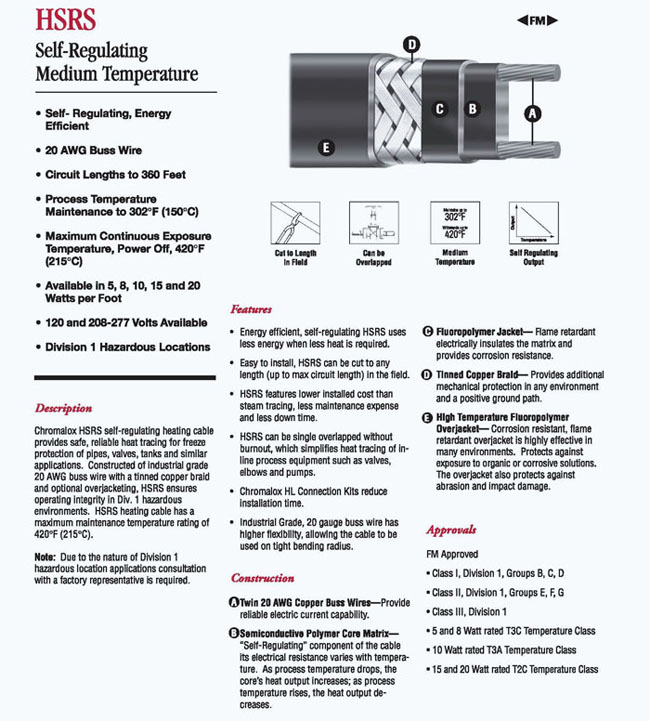 HSRS
Self-Regulating
Medium Temperature
• Self- Regulating, Energy
Efficient
• 20 AWG Buss Wire
• Circuit Lengths to 360 Feet
• Process Temperature
Maintenance to 302°F (150°C)
• Maximum Continuous Exposure
Temperature, Power Off, 420°F
(215°C)
• Available in 5, 8, 10, 15 and 20
Watts per Foot
• 120 and 208-277 Volts Available
• Division 1 Hazardous Locations
Description
Chromalox HSRS self-regulating heating cable
provides safe, reliable heat tracing for freeze
protection of pipes, valves, tanks and similar
applications. Constructed of industrial grade
20 AWG buss wire with a tinned copper braid
and optional overjacketing, HSRS ensures
operating integrity in Div. 1 hazardous
environments. HSRS heating cable has a
maximum maintenance temperature rating of
420°F (215°C).
Note: Due to the nature of Division 1
hazardous location applications consultation
with a factory representative is required.
FM
D
C
B
A
E
Maintains up to
302°F
Withstands up to
420°F
Output
Temperature
Cut to Length
In Field
Can be
Overlapped
Medium
Temperature
Self Regulating
Output
Features
• Energy efficient, self-regulating HSRS uses
less energy when less heat is required.
• Easy to install, HSRS can be cut to any
length (up to max circuit length) in the field.
• HSRS features lower installed cost than
steam tracing, less maintenance expense
and less down time.
• HSRS can be single overlapped without
burnout, which simplifies heat tracing of in-
line process equipment such as valves,
elbows and pumps.
• Chromalox HL Connection Kits reduce
installation time.
• Industrial Grade, 20 gauge buss wire has
higher flexibility, allowing the cable to be
used on tight bending radius.
Construction
A Twin 20 AWG Copper Buss Wires—Provide
reliable electric current capability.
B Semiconductive Polymer Core Matrix—
"Self-Regulating" component of the cable
its electrical resistance varies with tempera-
ture. As process temperature drops, the
core's heat output increases; as process
temperature rises, the heat output de-
creases.
C Fluoropolymer Jacket— Flame retardant
electrically insulates the matrix and
provides corrosion resistance.
D Tinned Copper Braid— Provides additional
mechanical protection in any environment
and a positive ground path.
E High Temperature Fluoropolymer
Overjacket— Corrosion resistant, flame
retardant overjacket is highly effective in
many environments. Protects against
exposure to organic or corrosive solutions.
The overjacket also protects against
abrasion and impact damage.
Approvals
FM Approved
• Class I, Division 1, Groups B, C, D
• Class II, Division 1, Groups E, F, G
• Class III, Division 1
• 5 and 8 Watt rated T3C Temperature Class
• 10 Watt rated T3A Temperature Class
• 15 and 20 Watt rated T2C Temperature Class